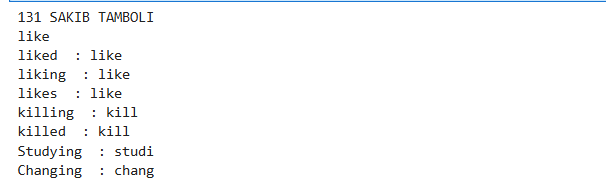 131 SAKIB TAMBOLI
like
liked  : like
liking  : like
likes  : like
killing  : kill
killed  : kill
Studying  : studi
Changing  : chang